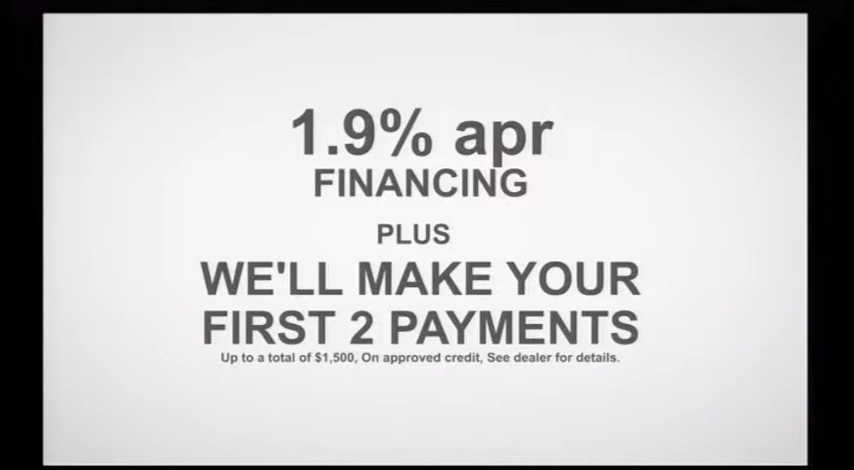 1.9% apr
FINANCING
PLUS
WE'LL MAKE YOUR
FIRST 2 PAYMENTS
Up to a total of $1,500, On approved credit, See dealer for details.